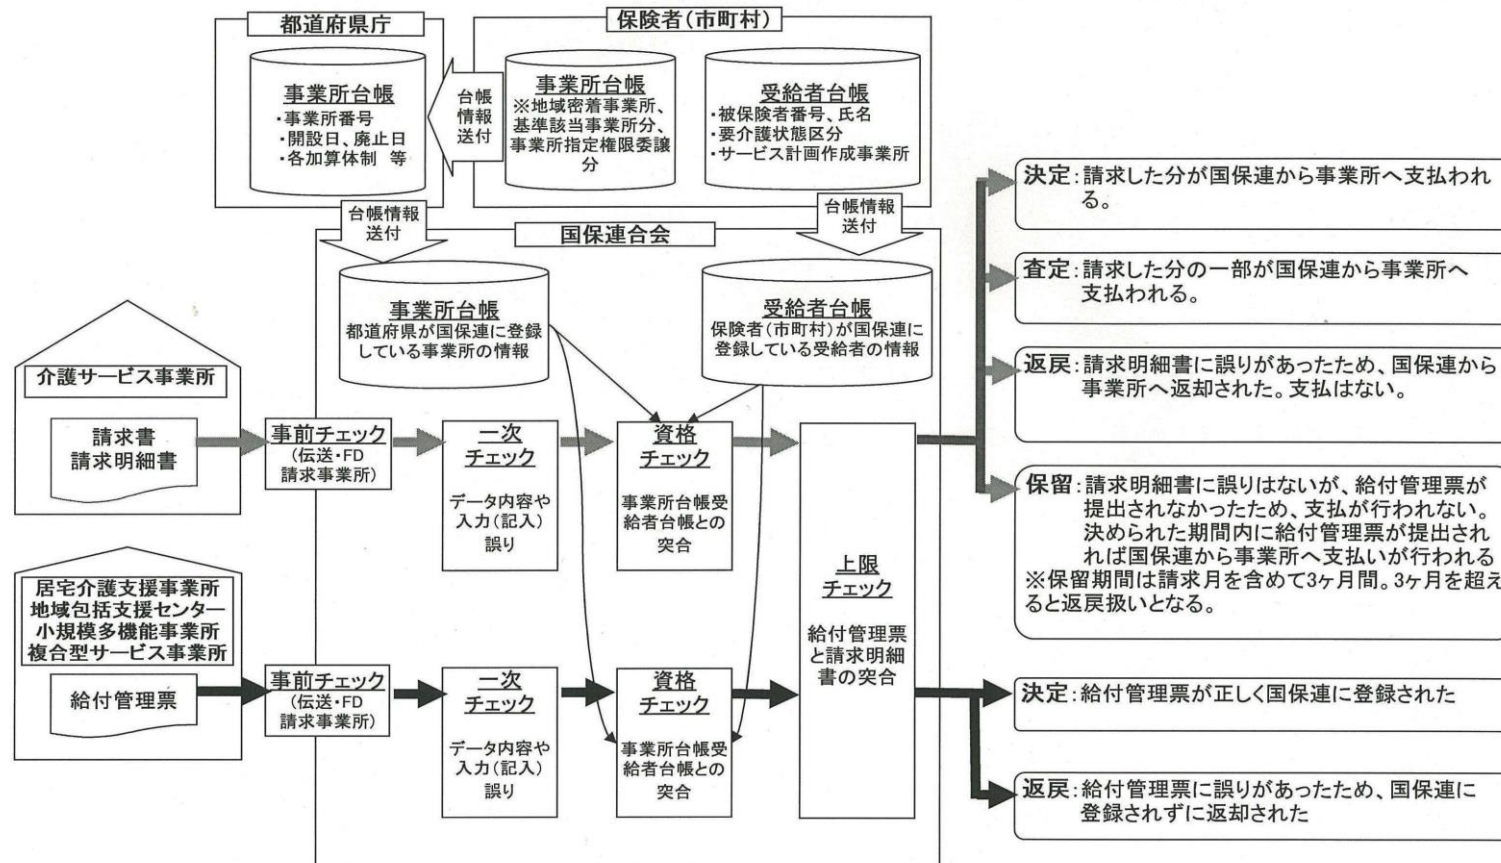 都道府県庁
事業所台帳
・事業所番号
・開設日、廃止日
・各加算体制 等
台帳
情報
送付
保険者(市町村)
事業所台帳
※地域密着事業所、
基準該当事業所分、
事業所指定権限委譲
分
受給者台帳
・被保険者番号、氏名
・要介護状態区分
・サービス計画作成事業所
台帳情報
送付
台帳情報
送付
国保連合会
事業所台帳
都道府県が国保連に登録
している事業所の情報
受給者台帳
保険者(市町村)が国保連に
登録している受給者の情報
介護サービス事業所
請求書
請求明細書
事前チェック
(伝送・FD
請求事業所)
一次
チェック
データ内容や
入力(記入)
誤り
資格
チェック
事業所台帳受
給者台帳との
突合
居宅介護支援事業所
地域包括支援センター
小規模多機能事業所
複合型サービス事業所
給付管理票
事前チェック
(伝送・FD
請求事業所)
一次
チェック
データ内容や
入力(記入)
誤り
資格
チェック
事業所台帳受
給者台帳との
突合
上限
チェック
給付管理票
と請求明細
書の突合
決定:請求した分が国保連から事業所へ支払われ
る。
査定:請求した分の一部が国保連から事業所へ
支払われる。
返戻:請求明細書に誤りがあったため、国保連から
事業所へ返却された。支払はない。
保留:請求明細書に誤りはないが、給付管理票が
提出されなかったため、支払が行われない。
決められた期間内に給付管理票が提出され
れば国保連から事業所へ支払いが行われる
※保留期間は請求月を含めて3ヶ月間。3ヶ月を超え
ると返戻扱いとなる。
決定:給付管理票が正しく国保連に登録された
返戻:給付管理票に誤りがあったため、国保連に
登録されずに返却された